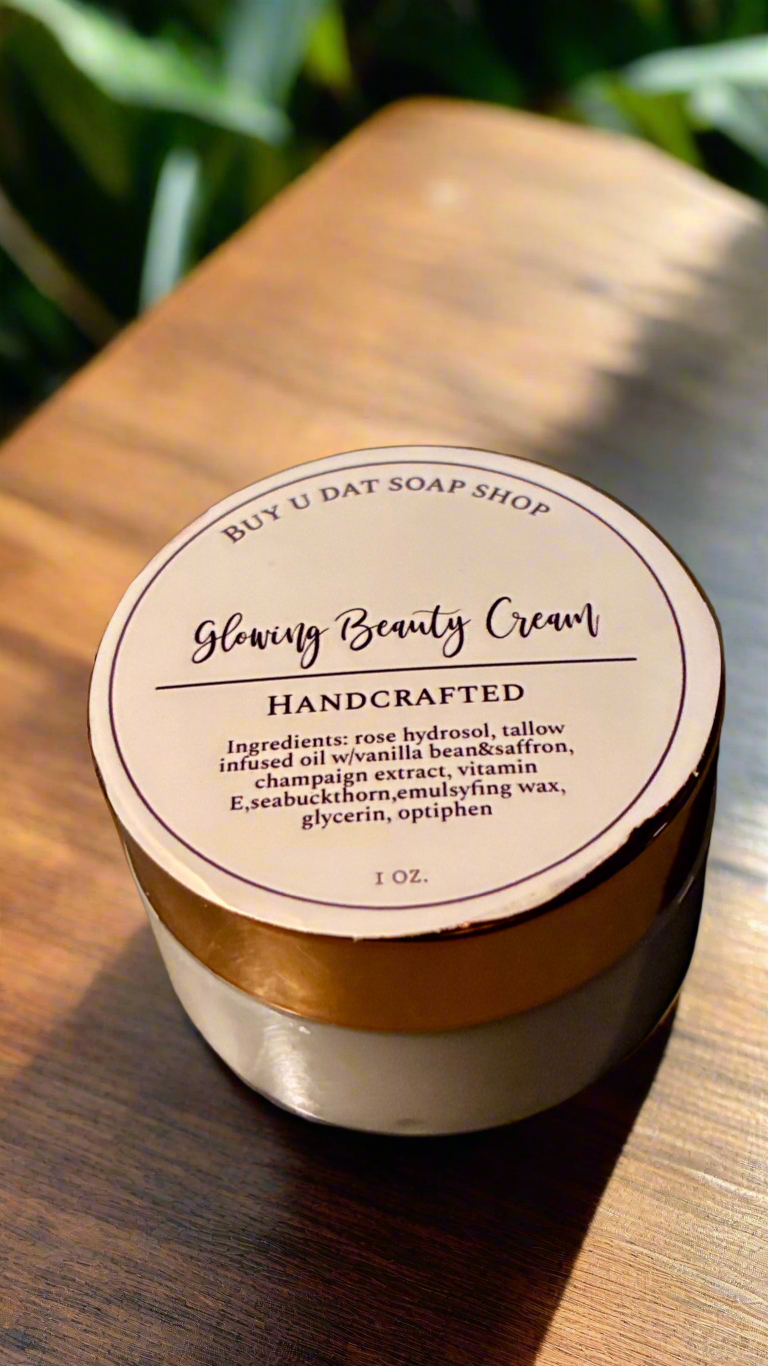 BUY U DAT SOAP SHOP
Glowing Beauty Cream
HANDCRAFTED
Ingredients: rose hydrosol, tallow
infused oil w/vanilla bean&saffron,
champaign extract, vitamin
E,seabuckthorn,emulsyfing wax,
glycerin, optiphen
1 OZ.